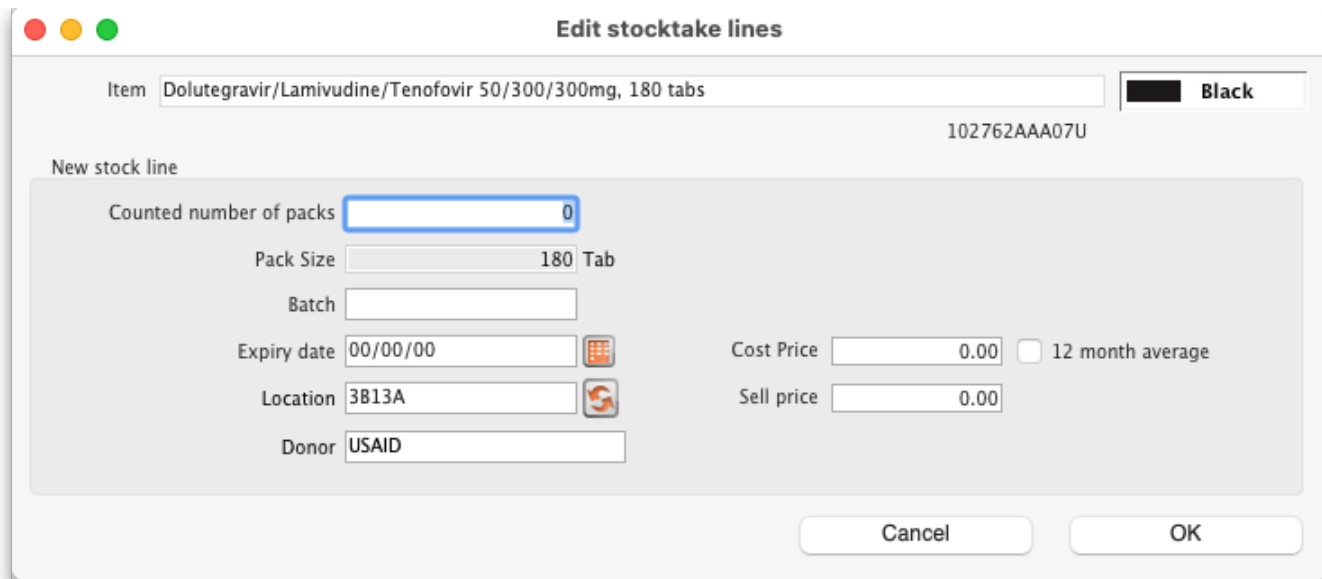 Edit stocktake lines
Item Dolutegravir/Lamivudine/Tenofovir 50/300/300mg, 180 tabs Black
102762AAA07U
New stock line
Counted number of packs 0
Pack Size 180 Tab
Batch
Expiry date 00/00/00 Cost Price 0.00 12 month average
Location 3B13A Sell price 0.00
Donor USAID
Cancel OK